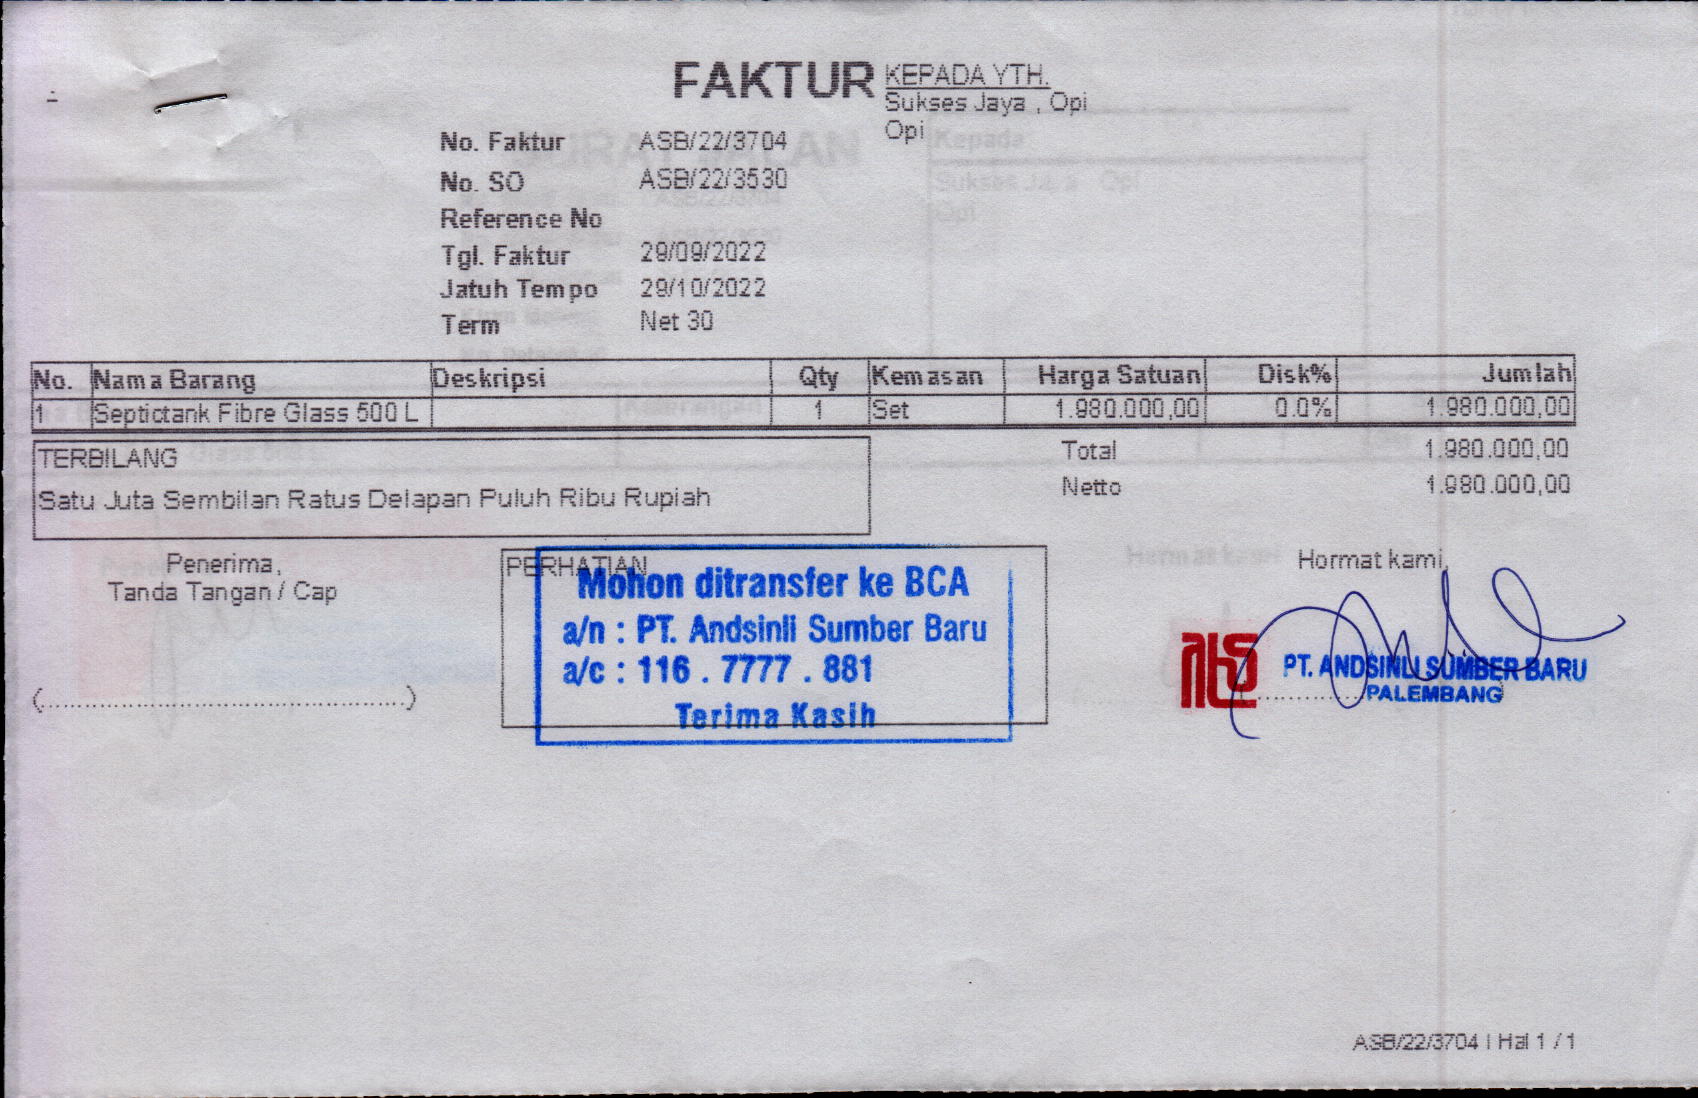 FAKTUR
KEPADA YTH.
Sukses Jaya , Opi
Opi
No. Faktur ASB/22/3704
No. SO ASB/22/3530
Reference No
Tgl. Faktur 29/09/2022
Jatuh Tempo 29/10/2022
Term Net 30
No. Nama Barang Deskripsi Qty Kemasan Harga Satuan Disk% Jumlah
1 Septictank Fibre Glass 500 L 1 Set 1.980.000,00 0.0% 1.980.000,00
TERBILANG
Satu Juta Sembilan Ratus Delapan Puluh Ribu Rupiah
Total 1.980.000,00
Netto 1.980.000,00
Penerima,
Tanda Tangan / Cap
(................................................)
PERHATIAN
Mohon ditransfer ke BCA
a/n : PT. Andsinli Sumber Baru
a/c : 116 . 7777 . 881
Terima Kasih
Hormat kami,
PT. ANDSINLI SUMBER BARU
PALEMBANG
ASB/22/3704 | Hal 1 / 1